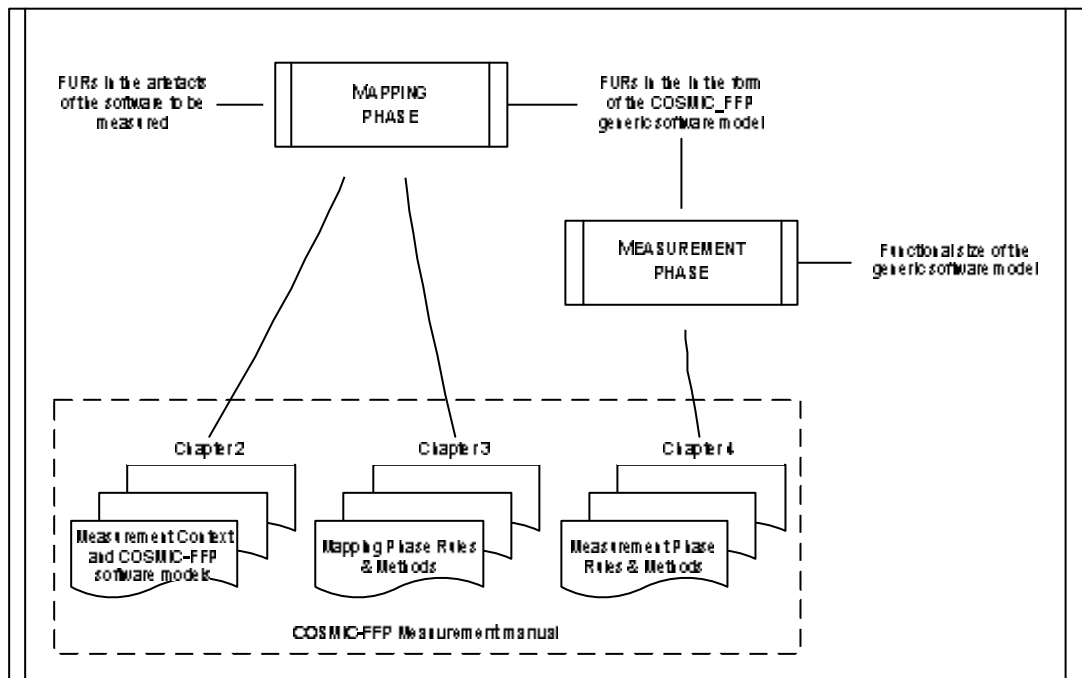 FURs in the artefacts
of the software to be
measured
MAPPING
PHASE
FURs in the in the form
of the COSMIC_FFP
generic software model
MEASUREMENT
PHASE
Functional size of the
generic software model
Chapter 2
Chapter 3
Chapter 4
Measurement Context
and COSMIC-FFP
software models
Mapping Phase Rules
& Methods
Measurement Phase
Rules & Methods
COSMIC-FFP Measurement manual